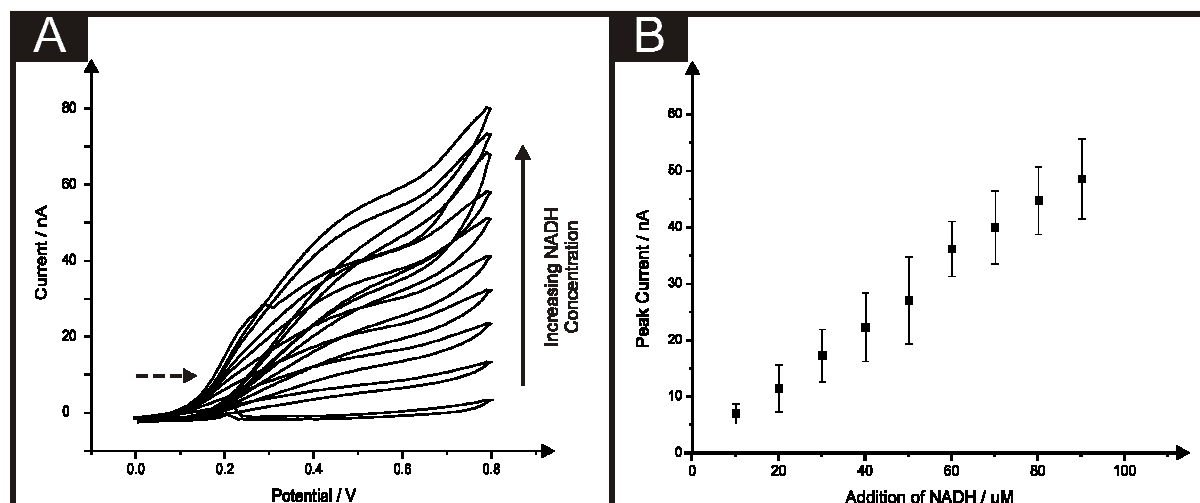 A
80
60
40
20
0
Current / nA
0.0 0.2 0.4 0.6 0.8
Potential / V
Increasing NADH
Concentration
B
60
50
40
30
20
10
0
Peak Current / nA
0 20 40 60 80 100
Addition of NADH / uM